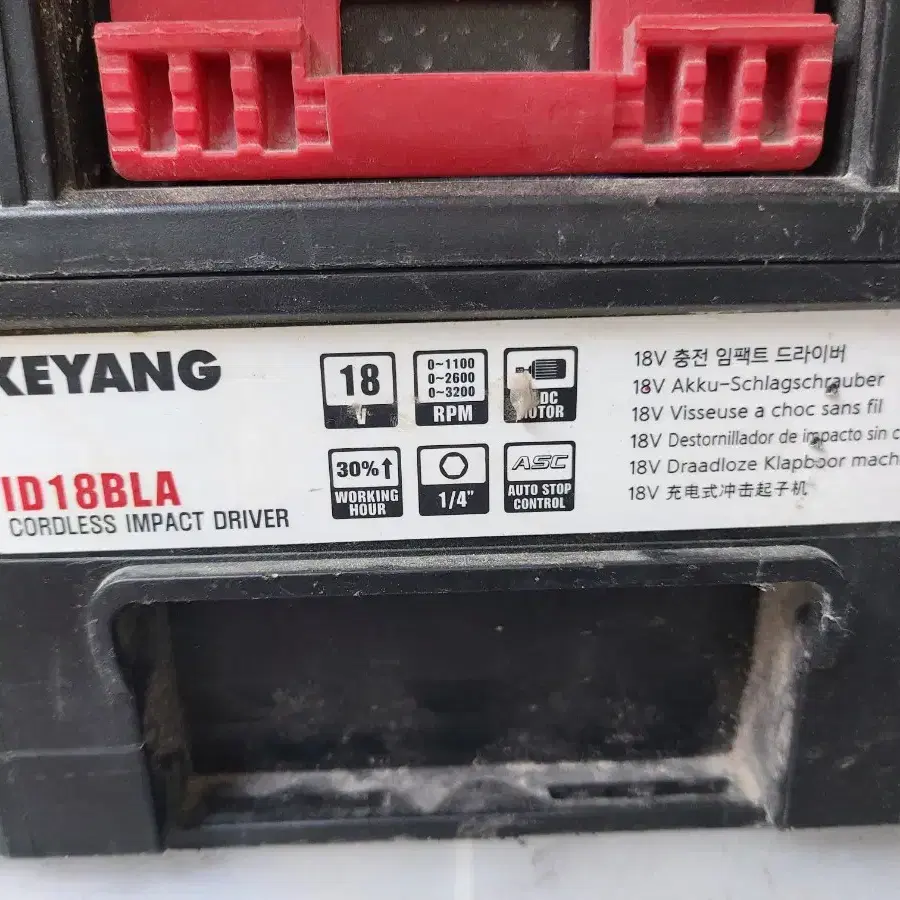 KEYANG
ID18BLA
CORDLESS IMPACT DRIVER
18
V
0~1100
0~2600
0~3200
RPM
MOTOR
30%↑
WORKING
HOUR
1/4"
ASC
AUTO STOP
CONTROL
18V 충전 임팩트 드라이버
18V Akku-Schlagschrauber
18V Visseuse a choc sans fil
18V Destornillador de impacto sin
18V Draadloze Klapboor
18V 充电式冲击起子机